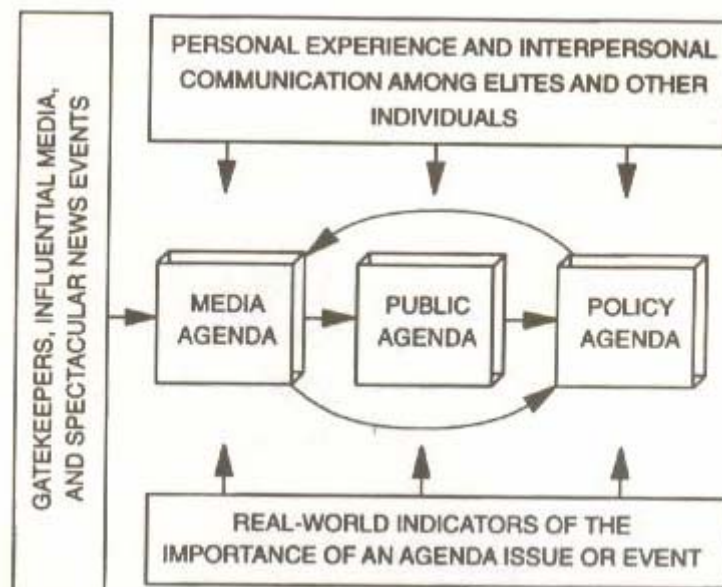 GATEKEEPERS, INFLUENTIAL MEDIA,
AND SPECTACULAR NEWS EVENTS
PERSONAL EXPERIENCE AND INTERPERSONAL
COMMUNICATION AMONG ELITES AND OTHER
INDIVIDUALS
MEDIA
AGENDA
PUBLIC
AGENDA
POLICY
AGENDA
REAL-WORLD INDICATORS OF THE
IMPORTANCE OF AN AGENDA ISSUE OR EVENT